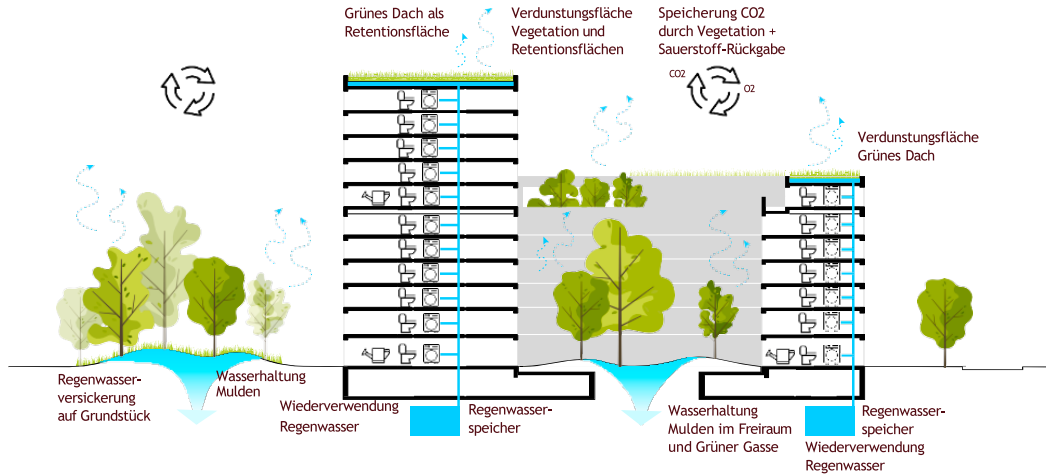 Grünes Dach als
Retentionsfläche
Verdunstungsfläche
Vegetation und
Retentionsflächen
Speicherung CO2
durch Vegetation +
Sauerstoff-Rückgabe
CO2
O2
Verdunstungsfläche
Grünes Dach
Regenwasser-
versickerung
auf Grundstück
Wasserhaltung
Mulden
Wiederverwendung
Regenwasser
Regenwasser-
speicher
Wasserhaltung
Mulden im Freiraum
und Grüner Gasse
Regenwasser-
speicher
Wiederverwendung
Regenwasser